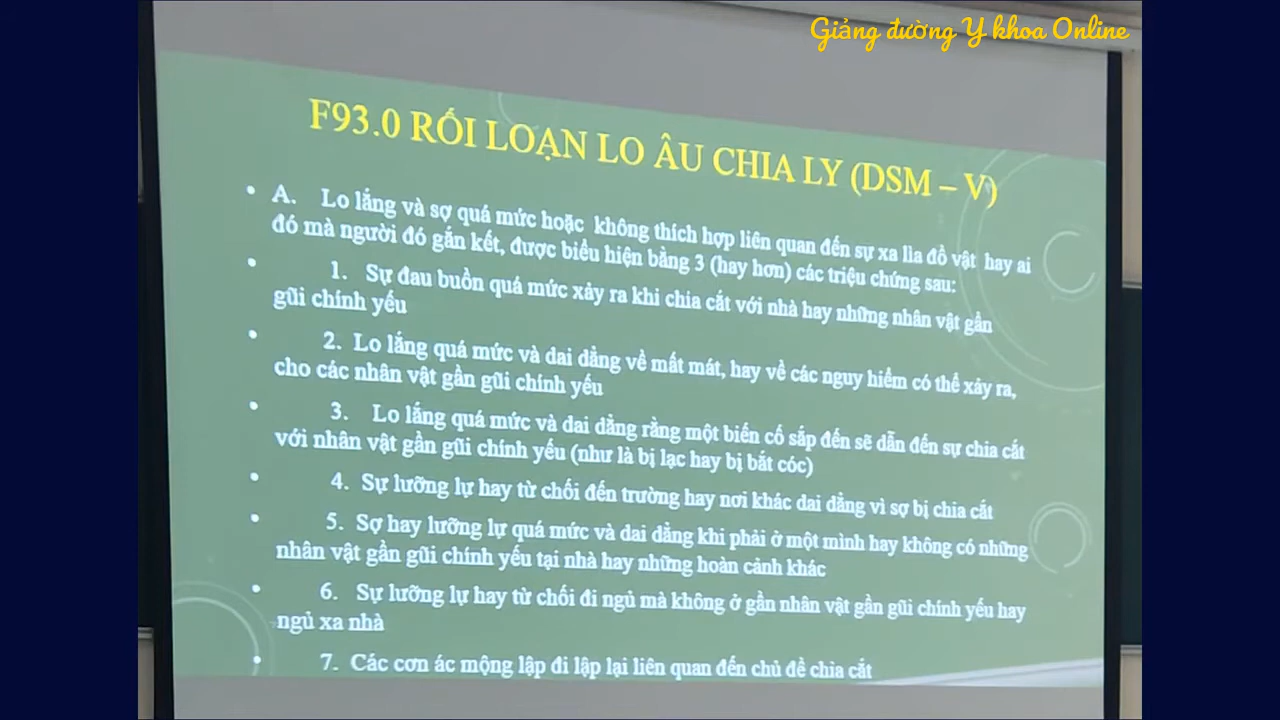 Giảng đường Y khoa Online
F93.0 RỐI LOẠN LO ÂU CHIA LY (DSM – V)
• A. Lo lắng và sợ quá mức hoặc không thích hợp liên quan đến sự xa lìa đồ vật hay ai
đó mà người đó gắn kết, được biểu hiện bằng 3 (hay hơn) các triệu chứng sau:
• 1. Sự đau buồn quá mức xảy ra khi chia cắt với nhà hay những nhân vật gần
gũi chính yếu
• 2. Lo lắng quá mức và dai dẳng về mất mát, hay về các nguy hiểm có thể xảy ra,
cho các nhân vật gần gũi chính yếu
• 3. Lo lắng quá mức và dai dẳng rằng một biến cố sắp đến sẽ dẫn đến sự chia cắt
với nhân vật gần gũi chính yếu (như là bị lạc hay bị bắt cóc)
• 4. Sự lưỡng lự hay từ chối đến trường hay nơi khác dai dẳng vì sợ bị chia cắt
• 5. Sợ hay lưỡng lự quá mức và dai dẳng khi phải ở một mình hay không có những
nhân vật gần gũi chính yếu tại nhà hay những hoàn cảnh khác
• 6. Sự lưỡng lự hay từ chối đi ngủ mà không ở gần nhân vật gần gũi chính yếu hay
ngủ xa nhà
• 7. Các cơn ác mộng lập đi lập lại liên quan đến chủ đề chia cắt